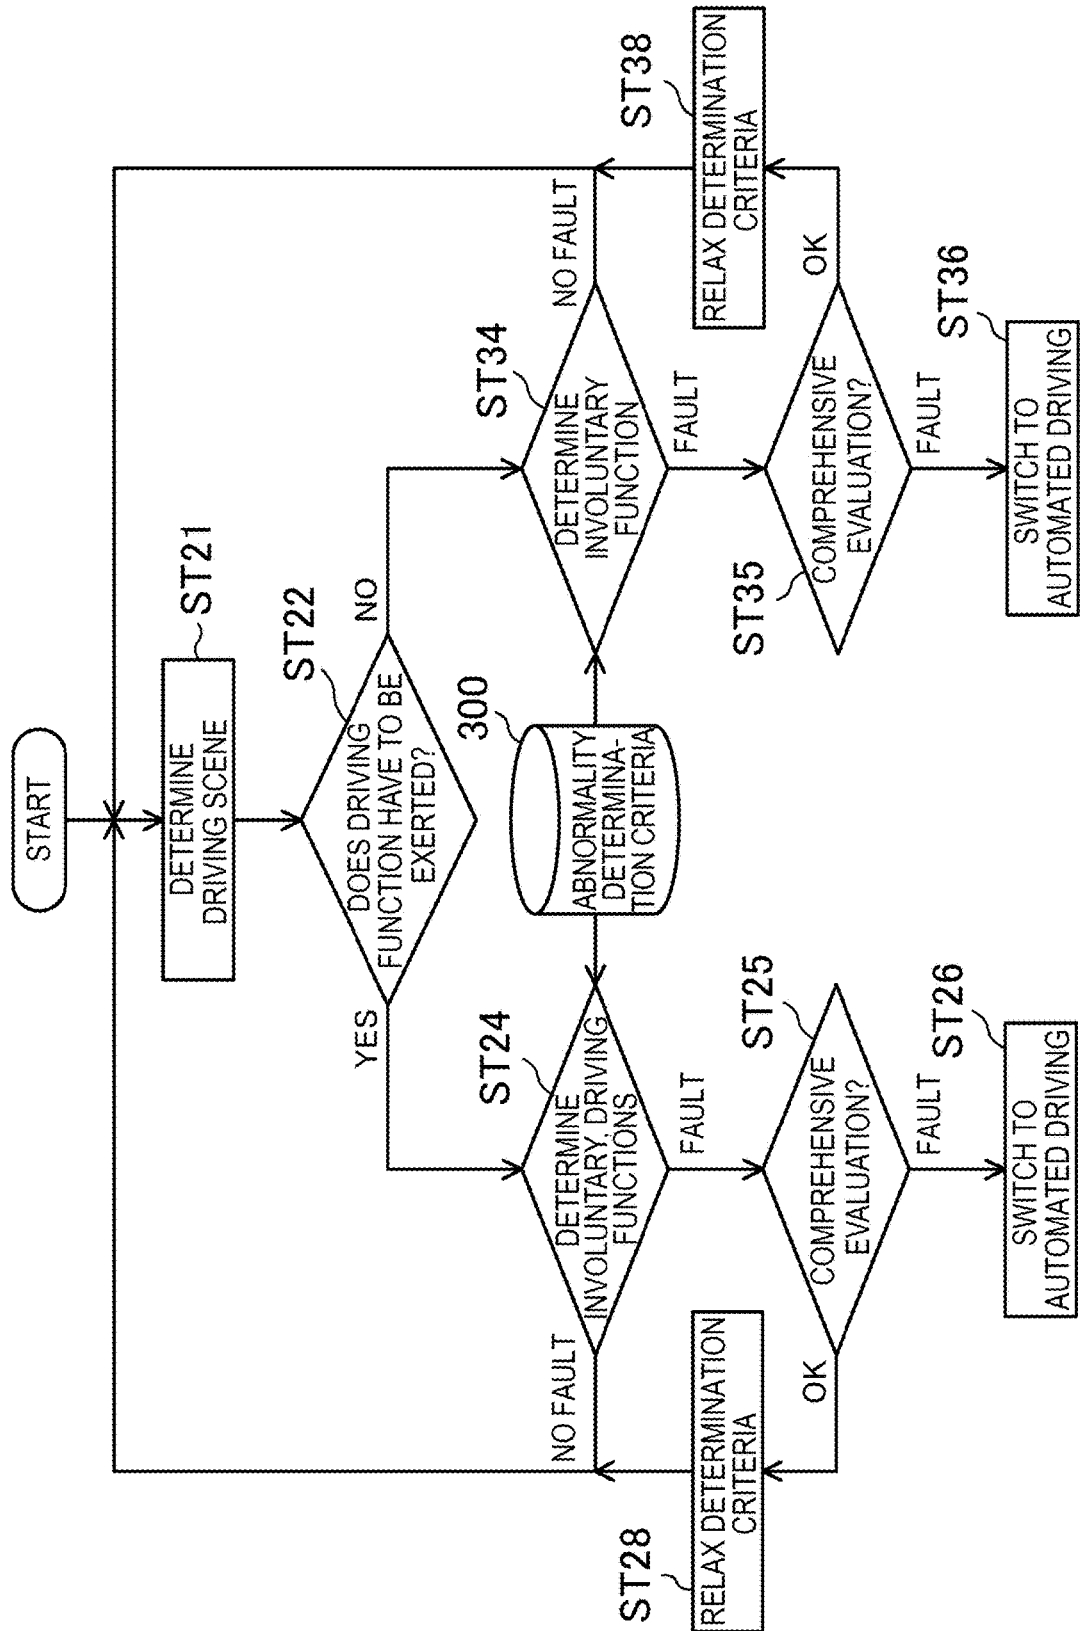 START
DETERMINE
DRIVING SCENE
ST21
DOES DRIVING
FUNCTION HAVE TO BE
EXERTED?
ST22
YES
NO
ABNORMALITY
DETERMINA-
TION CRITERIA
300
DETERMINE
INVOLUNTARY, DRIVING
FUNCTIONS
ST24
NO FAULT
FAULT
COMPREHENSIVE
EVALUATION?
ST25
OK
FAULT
RELAX DETERMINATION
CRITERIA
ST28
SWITCH TO
AUTOMATED DRIVING
ST26
DETERMINE
INVOLUNTARY
FUNCTION
ST34
NO FAULT
FAULT
COMPREHENSIVE
EVALUATION?
ST35
OK
FAULT
RELAX DETERMINATION
CRITERIA
ST38
SWITCH TO
AUTOMATED DRIVING
ST36